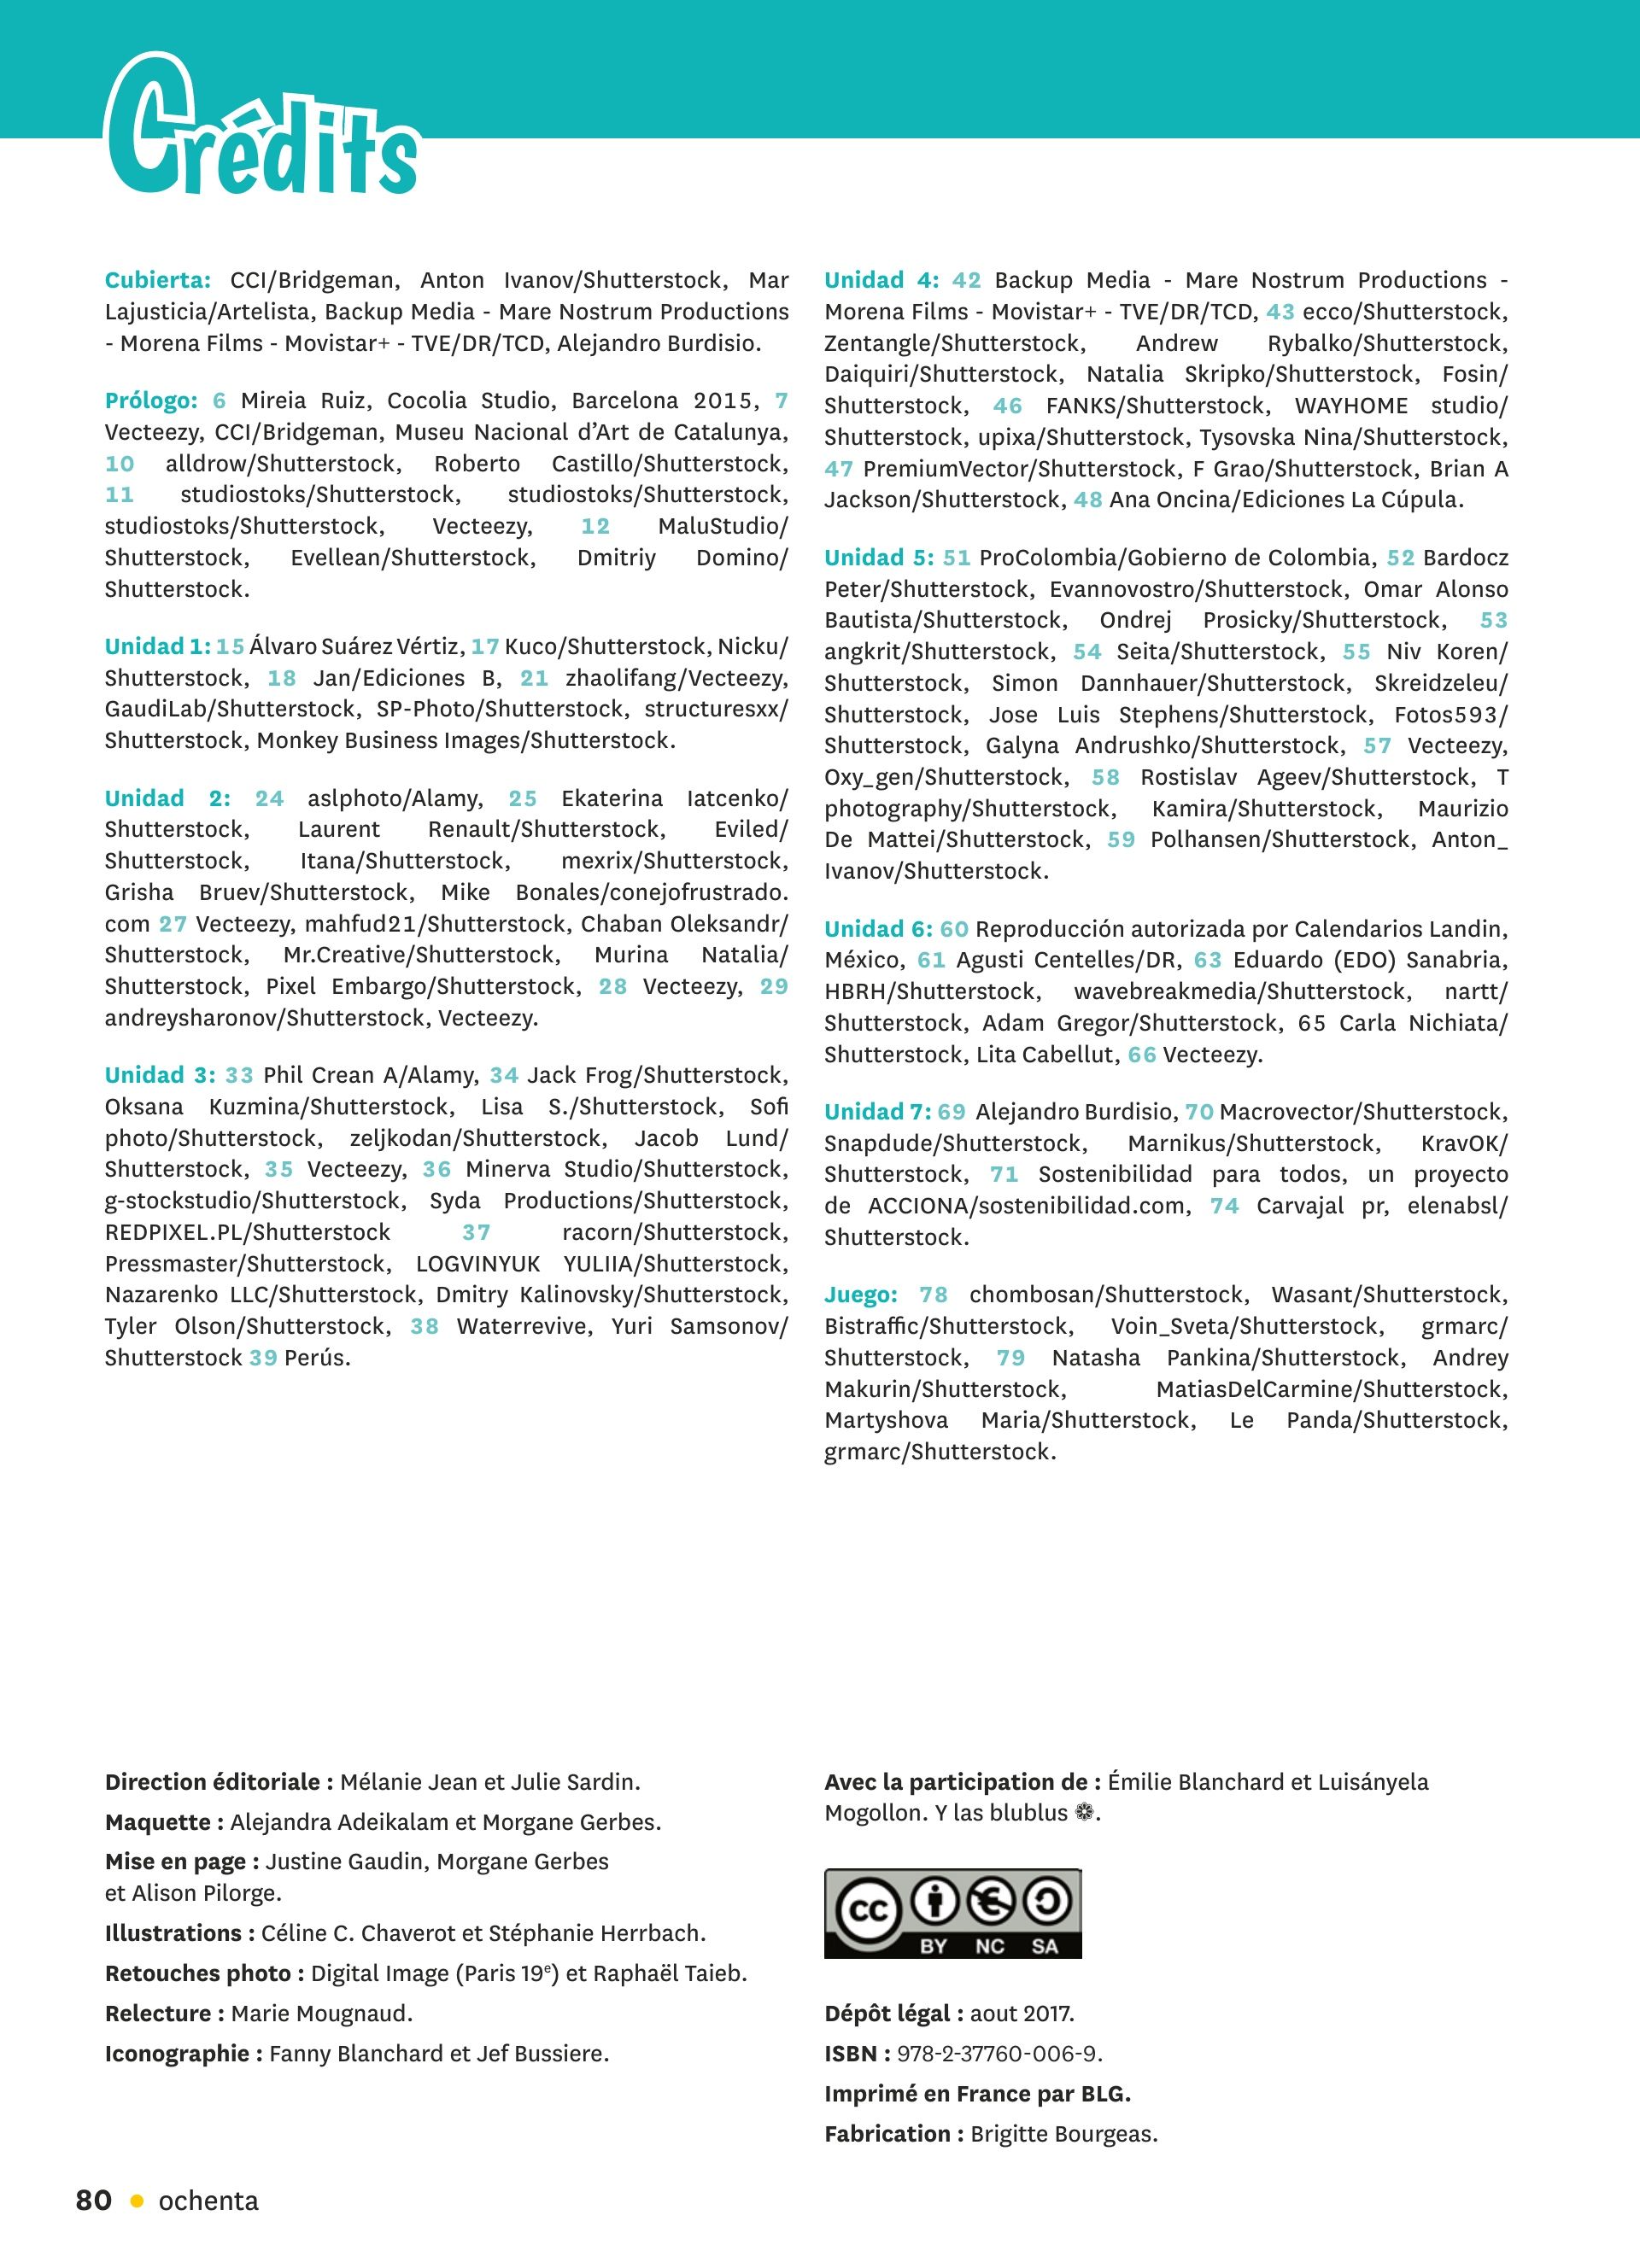 Crédits
Cubierta: CCI/Bridgeman, Anton Ivanov/Shutterstock, Mar
Lajusticia/Artelista, Backup Media - Mare Nostrum Productions
- Morena Films - Movistar+ - TVE/DR/TCD, Alejandro Burdisio.
Prólogo: 6 Mireia Ruiz, Cocolia Studio, Barcelona 2015, 7
Vecteezy, CCI/Bridgeman, Museu Nacional d’Art de Catalunya,
10 alldrow/Shutterstock, Roberto Castillo/Shutterstock,
11 studiostoks/Shutterstock, studiostoks/Shutterstock,
studiostoks/Shutterstock, Vecteezy, 12 MaluStudio/
Shutterstock, Evellean/Shutterstock, Dmitriy Domino/
Shutterstock.
Unidad 1: 15 Álvaro Suárez Vértiz, 17 Kuco/Shutterstock, Nicku/
Shutterstock, 18 Jan/Ediciones B, 21 zhaolifang/Vecteezy,
GaudiLab/Shutterstock, SP-Photo/Shutterstock, structuresxx/
Shutterstock, Monkey Business Images/Shutterstock.
Unidad 2: 24 aslphoto/Alamy, 25 Ekaterina Iatcenko/
Shutterstock, Laurent Renault/Shutterstock, Eviled/
Shutterstock, Itana/Shutterstock, mexrix/Shutterstock,
Grisha Bruev/Shutterstock, Mike Bonales/conejofrustrado.
com 27 Vecteezy, mahfud21/Shutterstock, Chaban Oleksandr/
Shutterstock, Mr.Creative/Shutterstock, Murina Natalia/
Shutterstock, Pixel Embargo/Shutterstock, 28 Vecteezy, 29
andreysharonov/Shutterstock, Vecteezy.
Unidad 3: 33 Phil Crean A/Alamy, 34 Jack Frog/Shutterstock,
Oksana Kuzmina/Shutterstock, Lisa S./Shutterstock, Sofi
photo/Shutterstock, zeljkodan/Shutterstock, Jacob Lund/
Shutterstock, 35 Vecteezy, 36 Minerva Studio/Shutterstock,
g-stockstudio/Shutterstock, Syda Productions/Shutterstock,
REDPIXEL.PL/Shutterstock 37 racorn/Shutterstock,
Pressmaster/Shutterstock, LOGVINYUK YULIIA/Shutterstock,
Nazarenko LLC/Shutterstock, Dmitry Kalinovsky/Shutterstock,
Tyler Olson/Shutterstock, 38 Waterrevive, Yuri Samsonov/
Shutterstock 39 Perús.
Unidad 4: 42 Backup Media - Mare Nostrum Productions -
Morena Films - Movistar+ - TVE/DR/TCD, 43 ecco/Shutterstock,
Zentangle/Shutterstock, Andrew Rybalko/Shutterstock,
Daiquiri/Shutterstock, Natalia Skripko/Shutterstock, Fosin/
Shutterstock, 46 FANKS/Shutterstock, WAYHOME studio/
Shutterstock, upixa/Shutterstock, Tysovska Nina/Shutterstock,
47 PremiumVector/Shutterstock, F Grao/Shutterstock, Brian A
Jackson/Shutterstock, 48 Ana Oncina/Ediciones La Cúpula.
Unidad 5: 51 ProColombia/Gobierno de Colombia, 52 Bardocz
Peter/Shutterstock, Evannovostro/Shutterstock, Omar Alonso
Bautista/Shutterstock, Ondrej Prosicky/Shutterstock, 53
angkrit/Shutterstock, 54 Seita/Shutterstock, 55 Niv Koren/
Shutterstock, Simon Dannhauer/Shutterstock, Skreidzeleu/
Shutterstock, Jose Luis Stephens/Shutterstock, Fotos593/
Shutterstock, Galyna Andrushko/Shutterstock, 57 Vecteezy,
Oxy_gen/Shutterstock, 58 Rostislav Ageev/Shutterstock, T
photography/Shutterstock, Kamira/Shutterstock, Maurizio
De Mattei/Shutterstock, 59 Polhansen/Shutterstock, Anton_
Ivanov/Shutterstock.
Unidad 6: 60 Reproducción autorizada por Calendarios Landin,
México, 61 Agusti Centelles/DR, 63 Eduardo (EDO) Sanabria,
HBRH/Shutterstock, wavebreakmedia/Shutterstock, nartt/
Shutterstock, Adam Gregor/Shutterstock, 65 Carla Nichiata/
Shutterstock, Lita Cabellut, 66 Vecteezy.
Unidad 7: 69 Alejandro Burdisio, 70 Macrovector/Shutterstock,
Snapdude/Shutterstock, Marnikus/Shutterstock, KravOK/
Shutterstock, 71 Sostenibilidad para todos, un proyecto
de ACCIONA/sostenibilidad.com, 74 Carvajal pr, elenabsl/
Shutterstock.
Juego: 78 chombosan/Shutterstock, Wasant/Shutterstock,
Bistraffic/Shutterstock, Voin_Sveta/Shutterstock, grmarc/
Shutterstock, 79 Natasha Pankina/Shutterstock, Andrey
Makurin/Shutterstock, MatiasDelCarmine/Shutterstock,
Martyshova Maria/Shutterstock, Le Panda/Shutterstock,
grmarc/Shutterstock.
Direction éditoriale : Mélanie Jean et Julie Sardin.
Maquette : Alejandra Adeikalam et Morgane Gerbes.
Mise en page : Justine Gaudin, Morgane Gerbes
et Alison Pilorge.
Illustrations : Céline C. Chaverot et Stéphanie Herrbach.
Retouches photo : Digital Image (Paris 19e) et Raphaël Taieb.
Relecture : Marie Mougnaud.
Iconographie : Fanny Blanchard et Jef Bussiere.
Avec la participation de : Émilie Blanchard et Luisányela
Mogollon. Y las blublus ❁.
cc
BY NC SA
Dépôt légal : aout 2017.
ISBN : 978-2-37760-006-9.
Imprimé en France par BLG.
Fabrication : Brigitte Bourgeas.
80 • ochenta